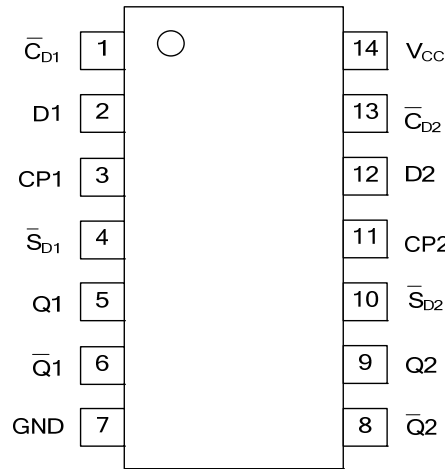 C̅D1 1 14 VCC
D1 2 13 C̅D2
CP1 3 12 D2
S̅D1 4 11 CP2
Q1 5 10 S̅D2
Q̅1 6 9 Q2
GND 7 8 Q̅2